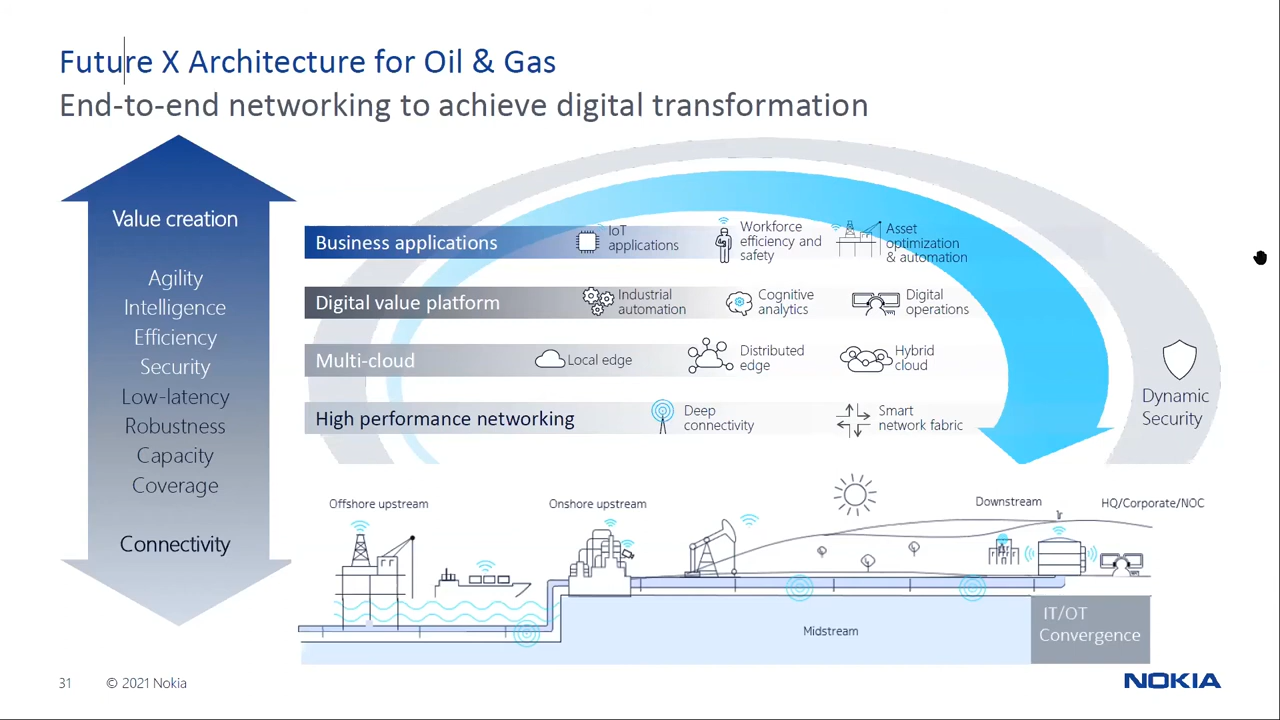 Future X Architecture for Oil & Gas
End-to-end networking to achieve digital transformation
Value creation
Agility
Intelligence
Efficiency
Security
Low-latency
Robustness
Capacity
Coverage
Connectivity
Business applications
IoT
applications
Workforce
efficiency and
safety
Asset
optimization
& automation
Digital value platform
Industrial
automation
Cognitive
analytics
Digital
operations
Multi-cloud
Local edge
Distributed
edge
Hybrid
cloud
High performance networking
Deep
connectivity
Smart
network fabric
Dynamic
Security
Offshore upstream
Onshore upstream
Downstream
HQ/Corporate/NOC
Midstream
IT/OT
Convergence
31
© 2021 Nokia
NOKIA